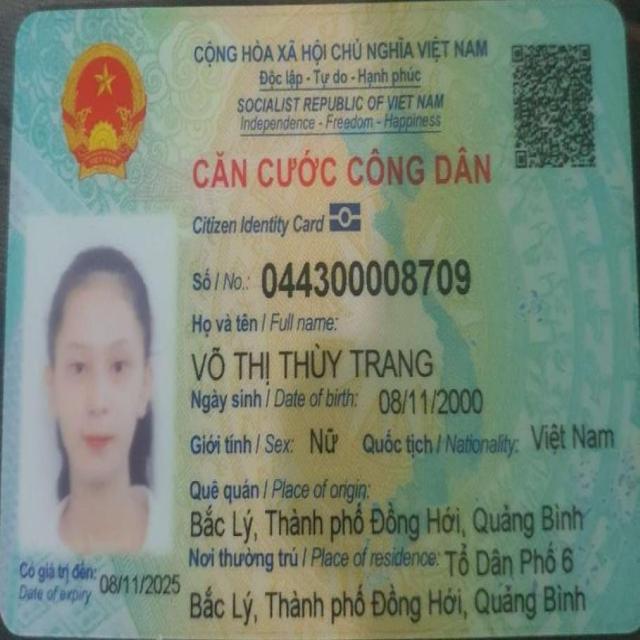 CỘNG HÒA XÃ HỘI CHỦ NGHĨA VIỆT NAM
Độc lập - Tự do - Hạnh phúc
SOCIALIST REPUBLIC OF VIET NAM
Independence - Freedom - Happiness
CĂN CƯỚC CÔNG DÂN
Citizen Identity Card
Số / No.: 044300008709
Họ và tên / Full name:
VÕ THỊ THÙY TRANG
Ngày sinh / Date of birth: 08/11/2000
Giới tính / Sex: Nữ Quốc tịch / Nationality: Việt Nam
Quê quán / Place of origin:
Bắc Lý, Thành phố Đồng Hới, Quảng Bình
Nơi thường trú / Place of residence: Tổ Dân Phố 6
Bắc Lý, Thành phố Đồng Hới, Quảng Bình
Có giá trị đến: 08/11/2025
Date of expiry